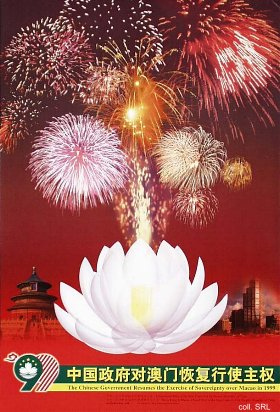 中国政府对澳门恢复行使主权
The Chinese Government Resumes the Exercise of Sovereignty over Macao in 1999
coll. SRL